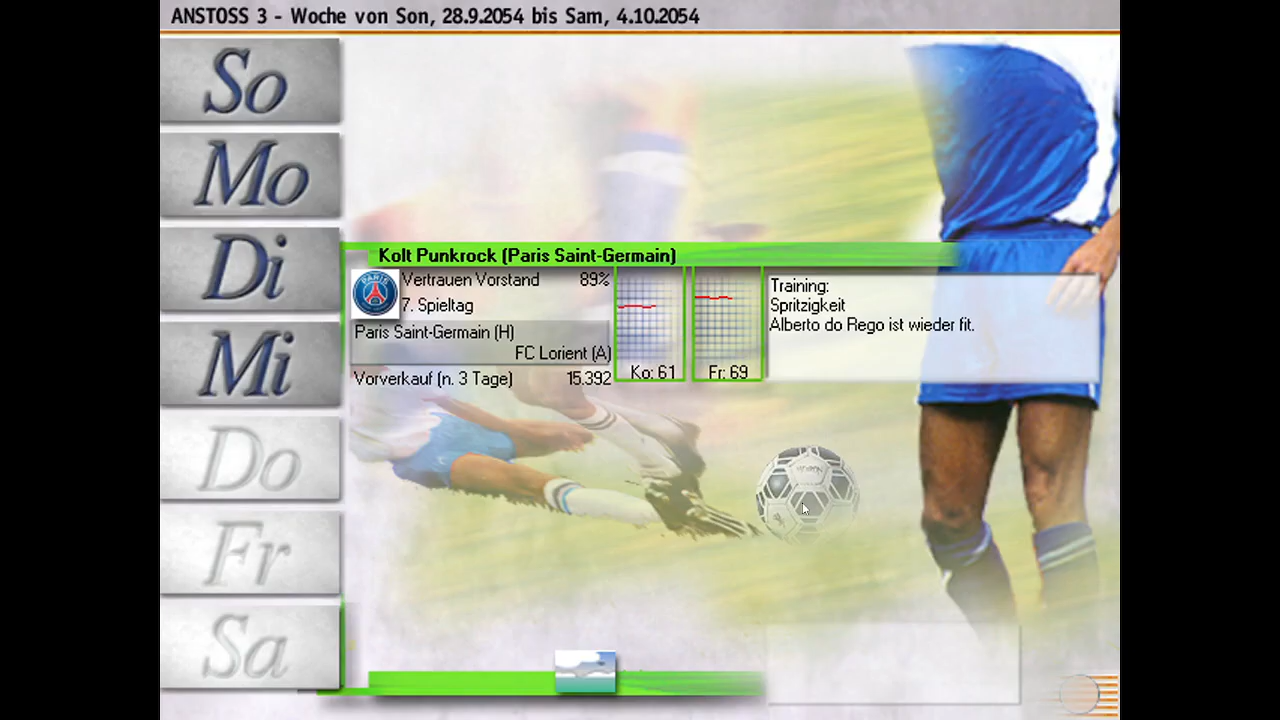 ANSTOSS 3 - Woche von Son, 28.9.2054 bis Sam, 4.10.2054
So
Mo
Di
Mi
Do
Fr
Sa
Kolt Punkrock (Paris Saint-Germain)
PARIS
Vertrauen Vorstand 89%
7. Spieltag
Paris Saint-Germain (H)
FC Lorient (A)
Vorverkauf (n. 3 Tage) 15.392
Ko: 61
Fr: 69
Training:
Spritzigkeit
Alberto do Rego ist wieder fit.